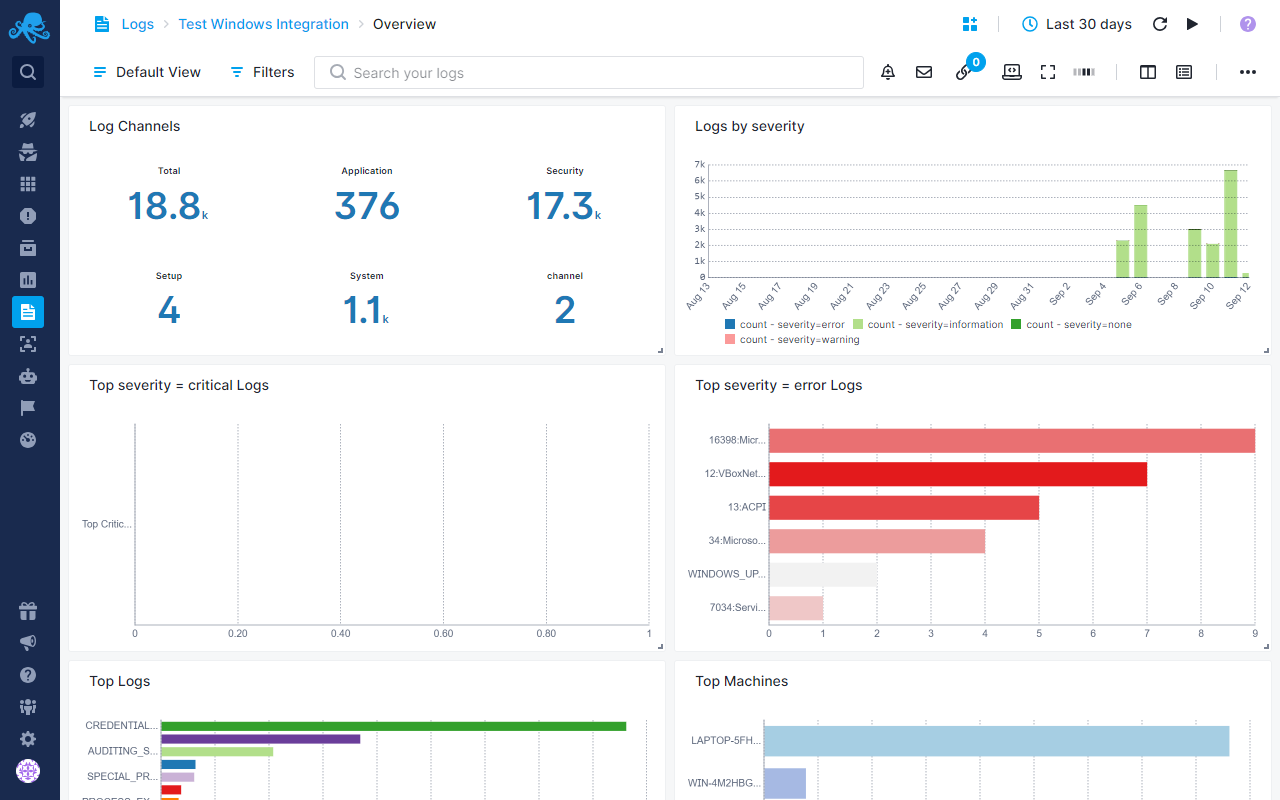 Logs > Test Windows Integration > Overview
Last 30 days
Default View
Filters
Search your logs
0
Log Channels
Total Application Security
18.8k 376 17.3k
Setup System channel
4 1.1k 2
Logs by severity
7k
6k
5k
4k
3k
2k
1k
0
Aug 13 Aug 15 Aug 17 Aug 19 Aug 21 Aug 23 Aug 25 Aug 27 Aug 29 Aug 31 Sep 2 Sep 4 Sep 6 Sep 8 Sep 10 Sep 12
count - severity=error count - severity=information count - severity=none
count - severity=warning
Top severity = critical Logs
Top Critic...
0 0.20 0.40 0.60 0.80 1
Top severity = error Logs
16398:Micr...
12:VBoxNet...
13:ACPI
34:Microso...
WINDOWS_UP...
7034:Servi...
0 1 2 3 4 5 6 7 8 9
Top Logs
CREDENTIAL...
AUDITING_S...
SPECIAL_PR...
PROCESS_EX...
Top Machines
LAPTOP-5FH...
WIN-4M2HBG...